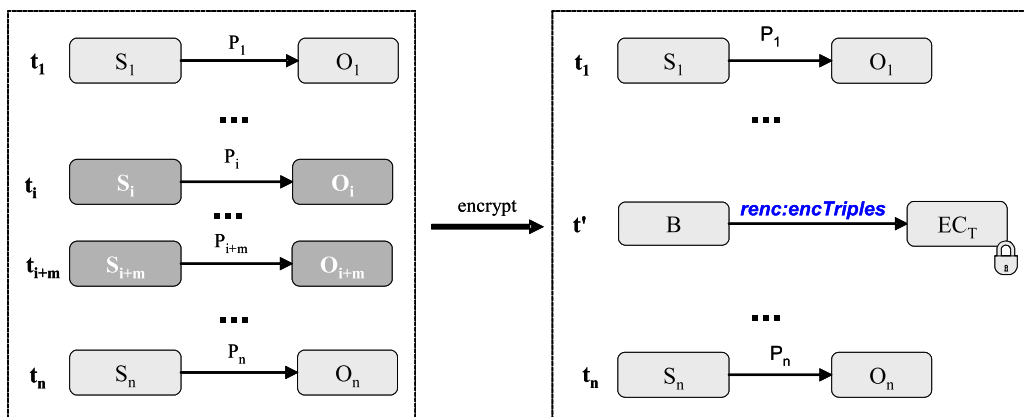 t1 S1 P1 O1
...
ti Si Pi Oi
...
ti+m Si+m Pi+m Oi+m
...
tn Sn Pn On
encrypt
t1 S1 P1 O1
...
t' B renc:encTriples ECT
...
tn Sn Pn On